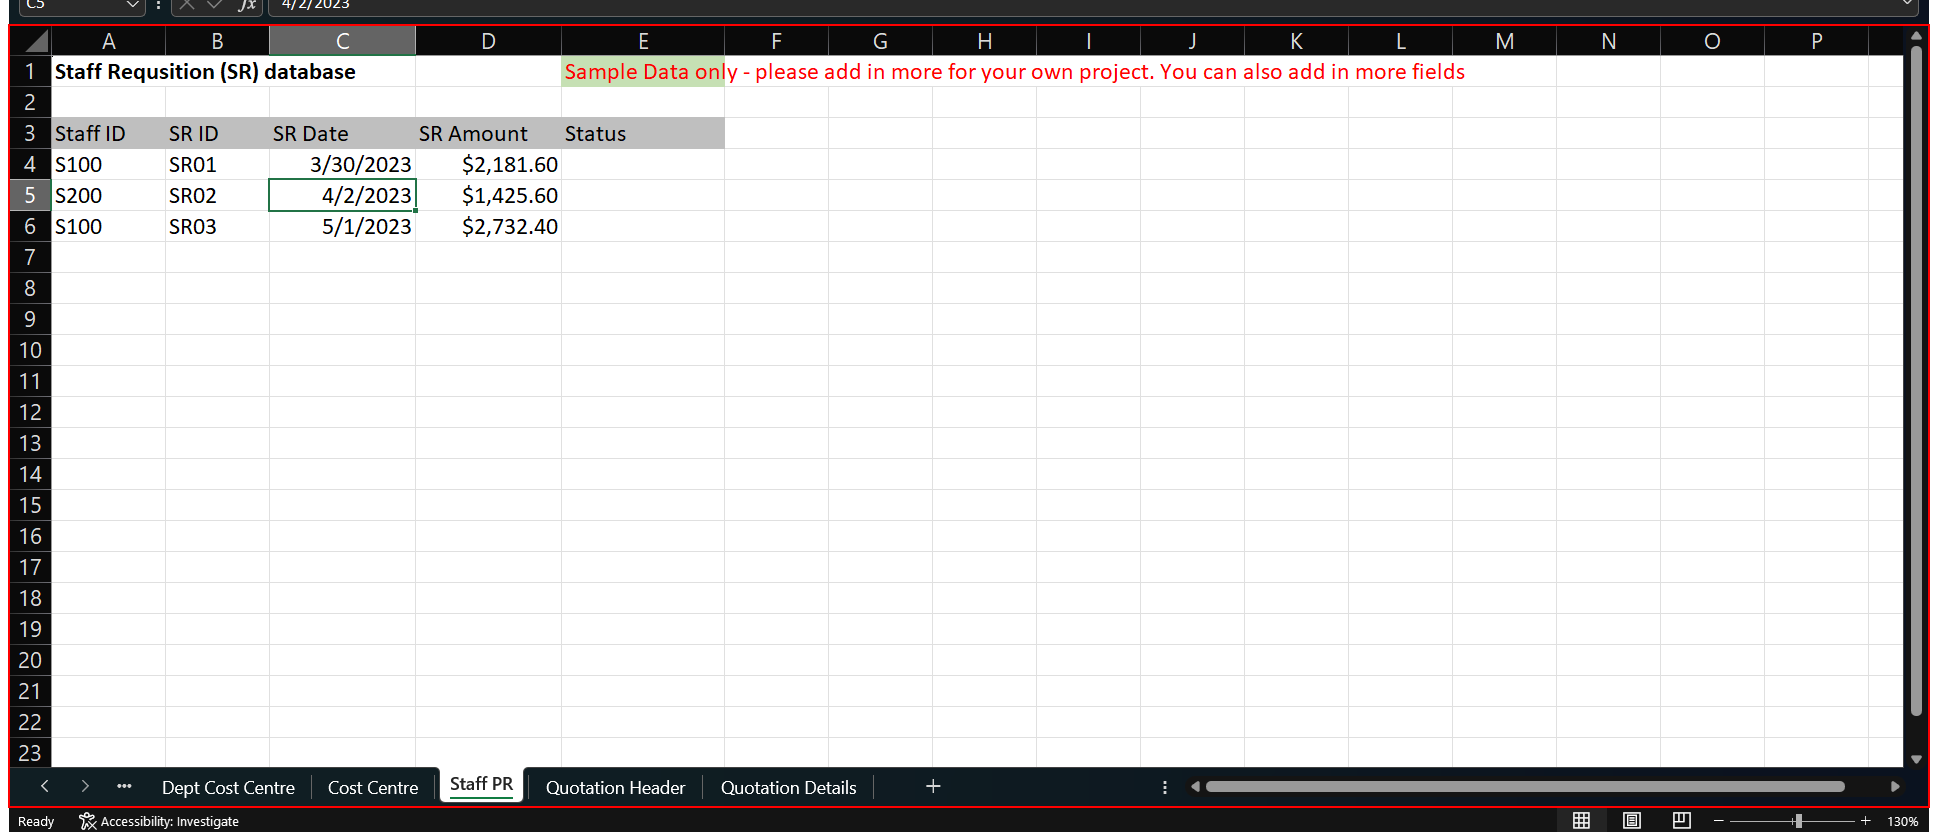 C5 fx 4/2/2023
A B C D E F G H I J K L M N O P
1 Staff Requsition (SR) database Sample Data only - please add in more for your own project. You can also add in more fields
2
3 Staff ID SR ID SR Date SR Amount Status
4 S100 SR01 3/30/2023 $2,181.60
5 S200 SR02 4/2/2023 $1,425.60
6 S100 SR03 5/1/2023 $2,732.40
7
8
9
10
11
12
13
14
15
16
17
18
19
20
21
22
23
Dept Cost Centre Cost Centre Staff PR Quotation Header Quotation Details
Ready Accessibility: Investigate 130%